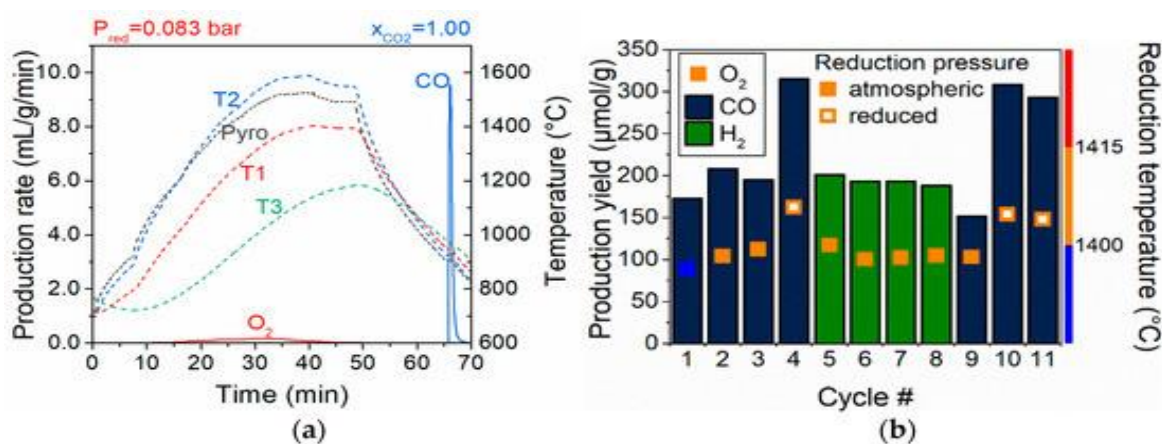 P_red=0.083 bar
x_CO2=1.00
(a)
Production rate (mL/g/min)
10.0
8.0
6.0
4.0
2.0
0.0
T2
Pyro
T1
T3
CO
O₂
1600
1400
1200
1000
800
600
Temperature (°C)
0 10 20 30 40 50 60 70
Time (min)
(b)
Production yield (µmol/g)
350
300
250
200
150
100
50
0
O₂
CO
H₂
Reduction pressure
atmospheric
reduced
1415
1400
Reduction temperature (°C)
1 2 3 4 5 6 7 8 9 10 11
Cycle #
(a)
(b)